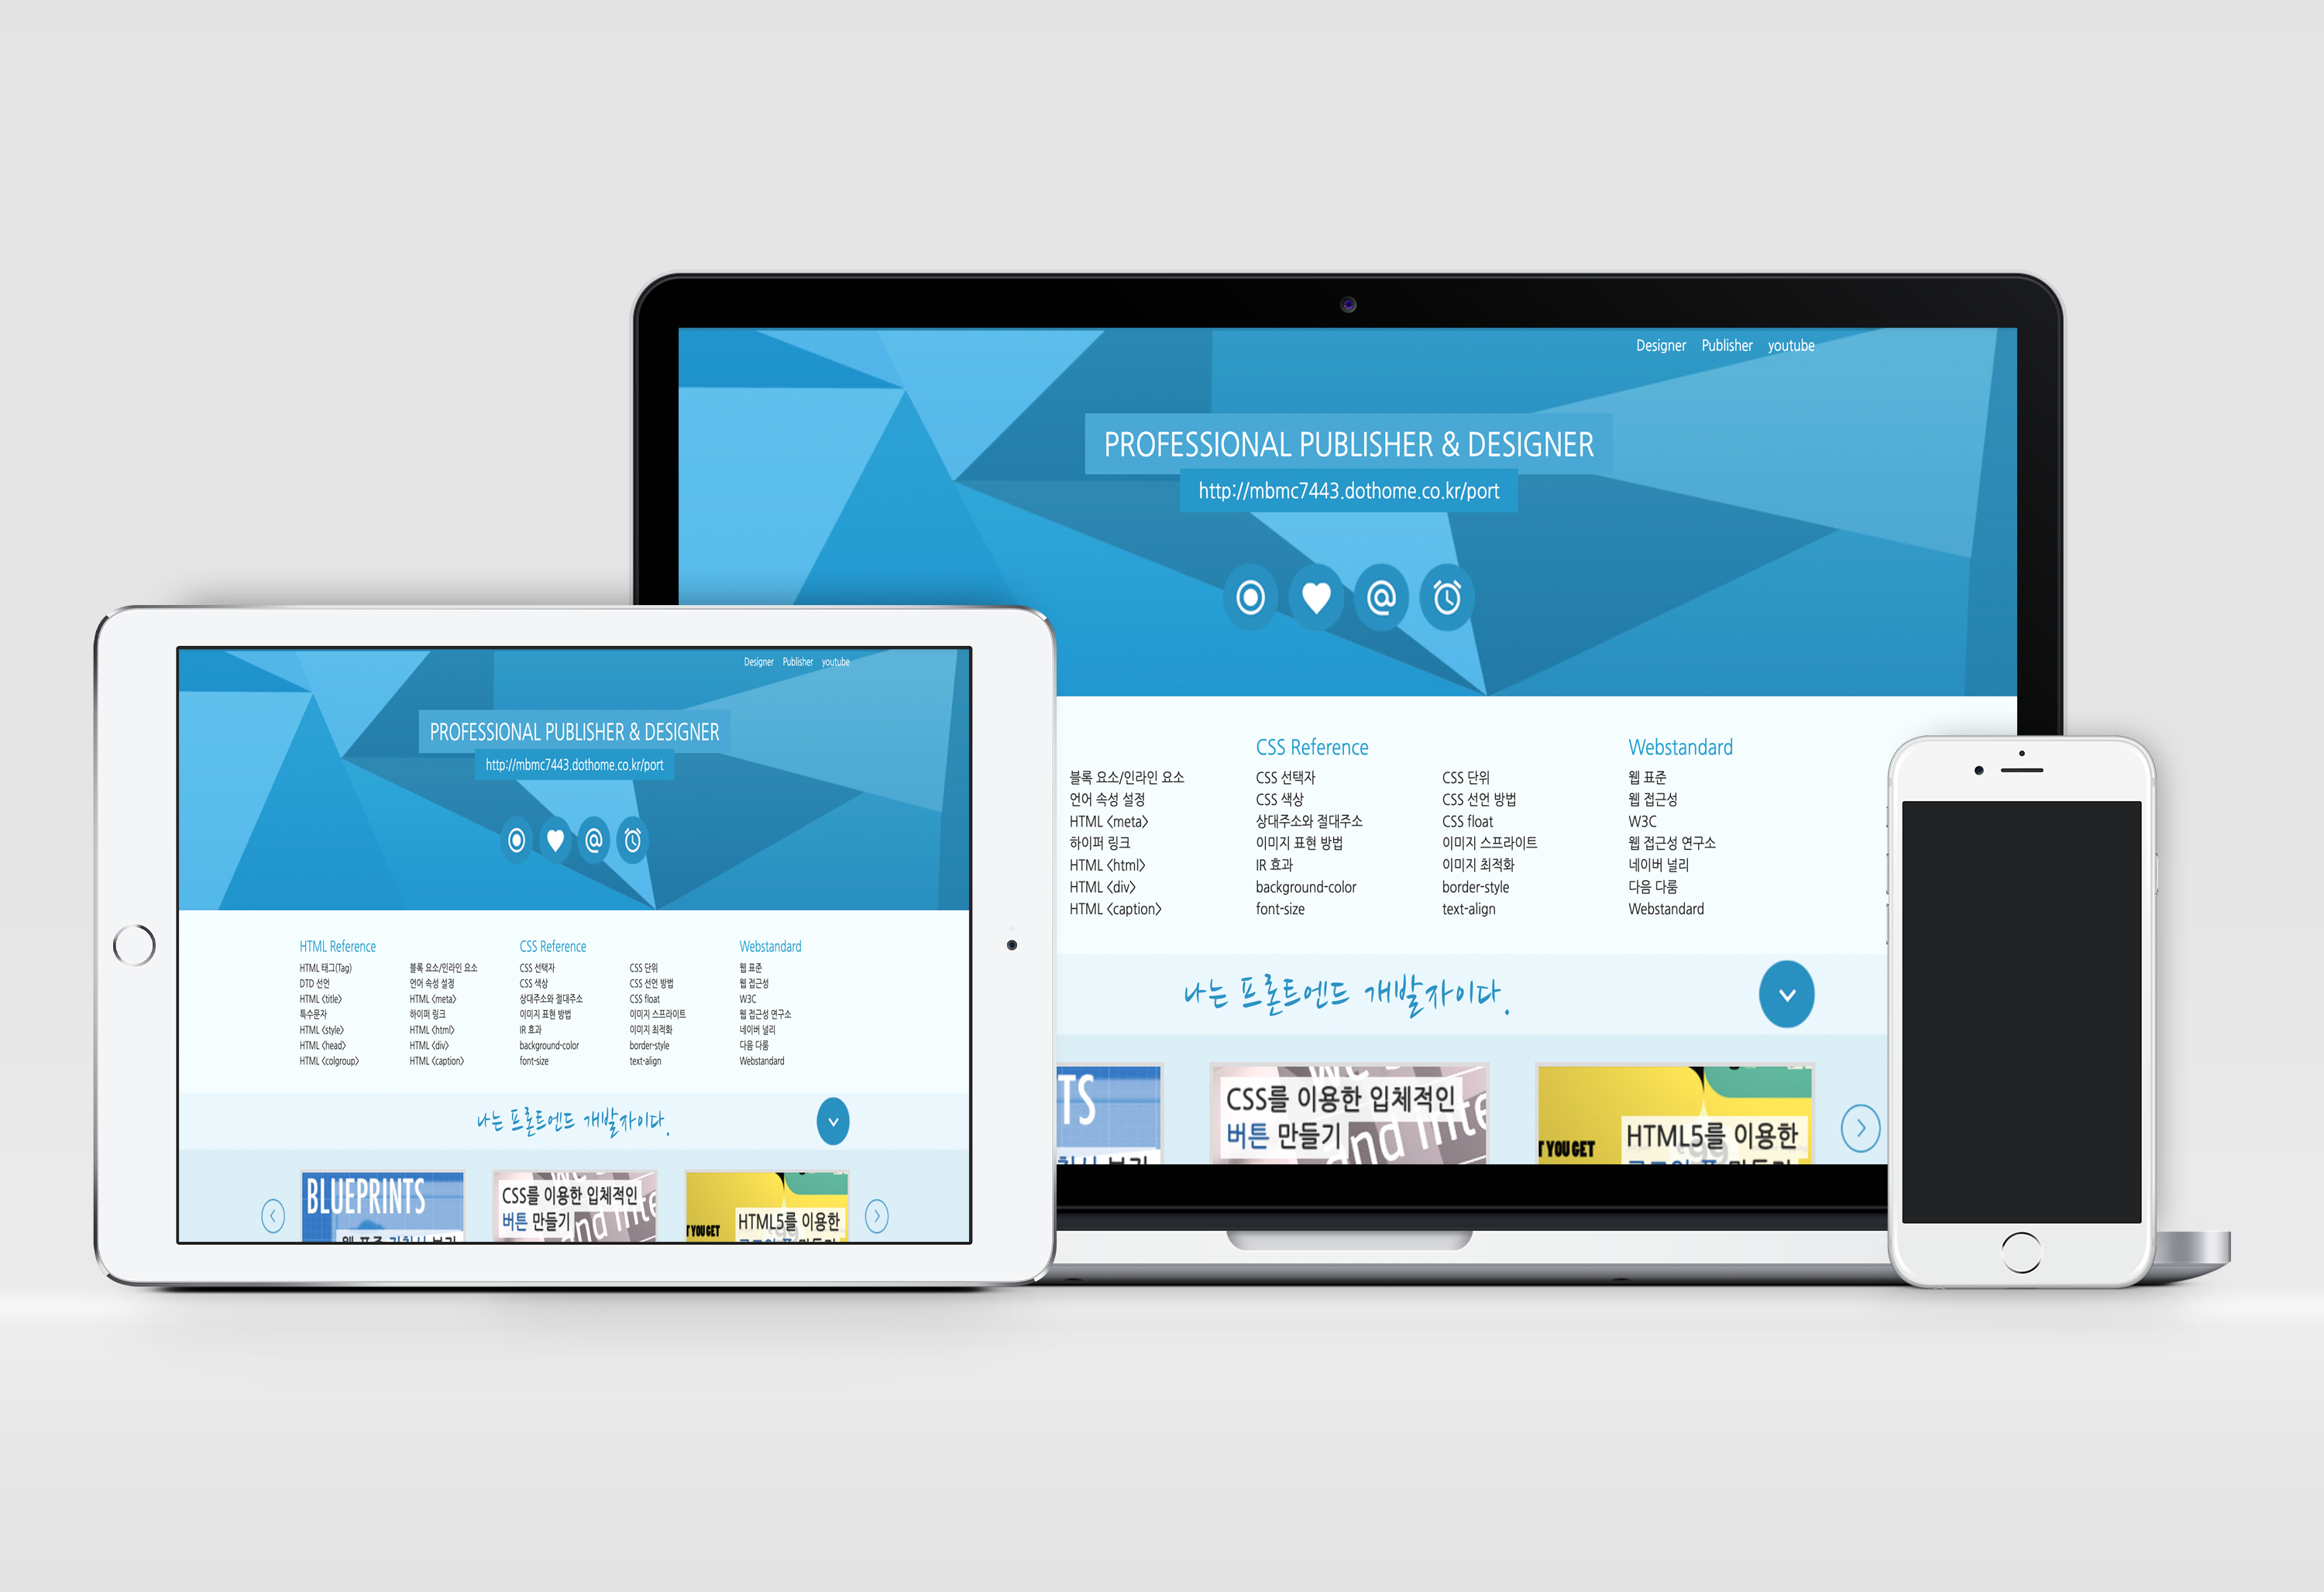 Designer Publisher youtube
PROFESSIONAL PUBLISHER & DESIGNER
http://mbmc7443.dothome.co.kr/port
CSS Reference
Webstandard
블록 요소/인라인 요소
언어 속성 설정
HTML <meta>
하이퍼 링크
HTML <html>
HTML <div>
HTML <caption>
CSS 선택자
CSS 색상
상대주소와 절대주소
이미지 표현 방법
IR 효과
background-color
font-size
CSS 단위
CSS 선언 방법
CSS float
이미지 스프라이트
이미지 최적화
border-style
text-align
웹 표준
웹 접근성
W3C
웹 접근성 연구소
네이버 널리
다음 다룸
Webstandard
나는 프론트엔드 개발자이다.
TS
CSS를 이용한 입체적인
버튼 만들기
and inte
T YOU GET
HTML5를 이용한
Designer Publisher youtube
PROFESSIONAL PUBLISHER & DESIGNER
http://mbmc7443.dothome.co.kr/port
HTML Reference
HTML 태그(Tag)
DTD 선언
HTML <title>
특수문자
HTML <style>
HTML <head>
HTML <colgroup>
블록 요소/인라인 요소
언어 속성 설정
HTML <meta>
하이퍼 링크
HTML <html>
HTML <div>
HTML <caption>
CSS Reference
CSS 선택자
CSS 색상
상대주소와 절대주소
이미지 표현 방법
IR 효과
background-color
font-size
CSS 단위
CSS 선언 방법
CSS float
이미지 스프라이트
이미지 최적화
border-style
text-align
Webstandard
웹 표준
웹 접근성
W3C
웹 접근성 연구소
네이버 널리
다음 다룸
Webstandard
나는 프론트엔드 개발자이다.
BLUEPRINTS
CSS를 이용한 입체적인
버튼 만들기
and inte
T YOU GET
HTML5를 이용한